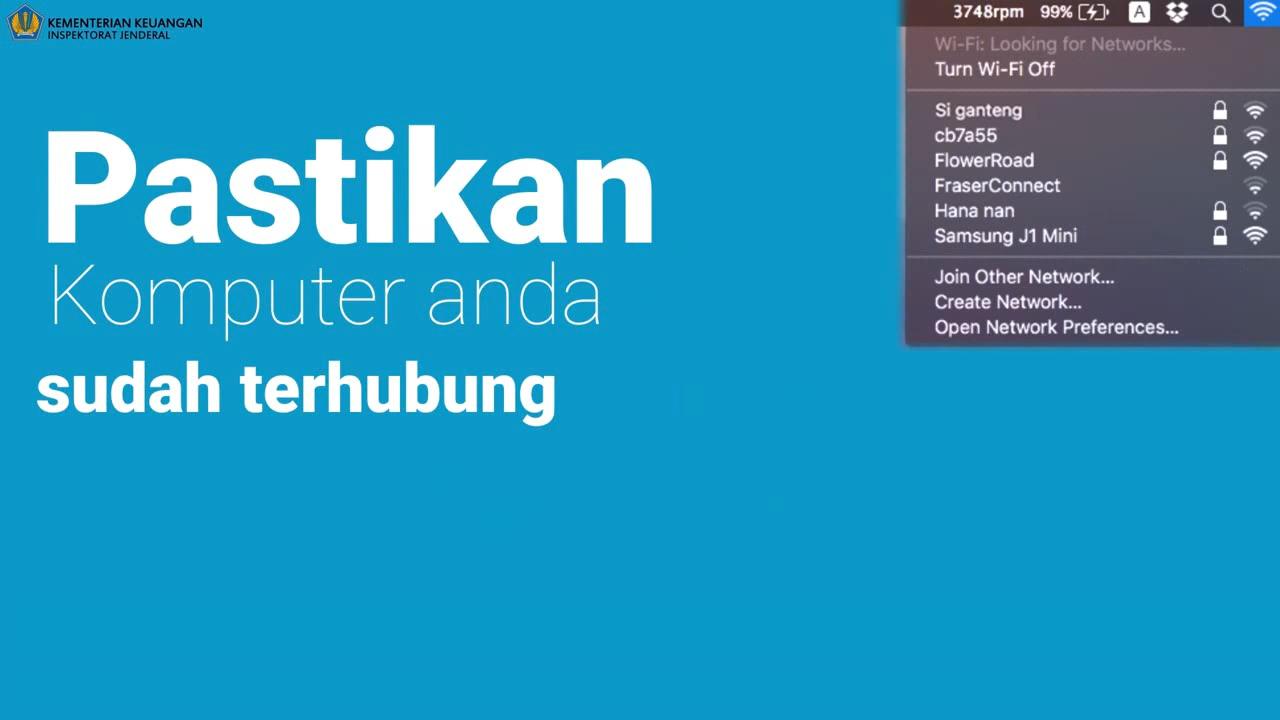 KEMENTERIAN KEUANGAN
INSPEKTORAT JENDERAL
Pastikan
Komputer anda
sudah terhubung
3748rpm 99% A
Wi-Fi: Looking for Networks...
Turn Wi-Fi Off
Si ganteng
cb7a55
FlowerRoad
FraserConnect
Hana nan
Samsung J1 Mini
Join Other Network...
Create Network...
Open Network Preferences...